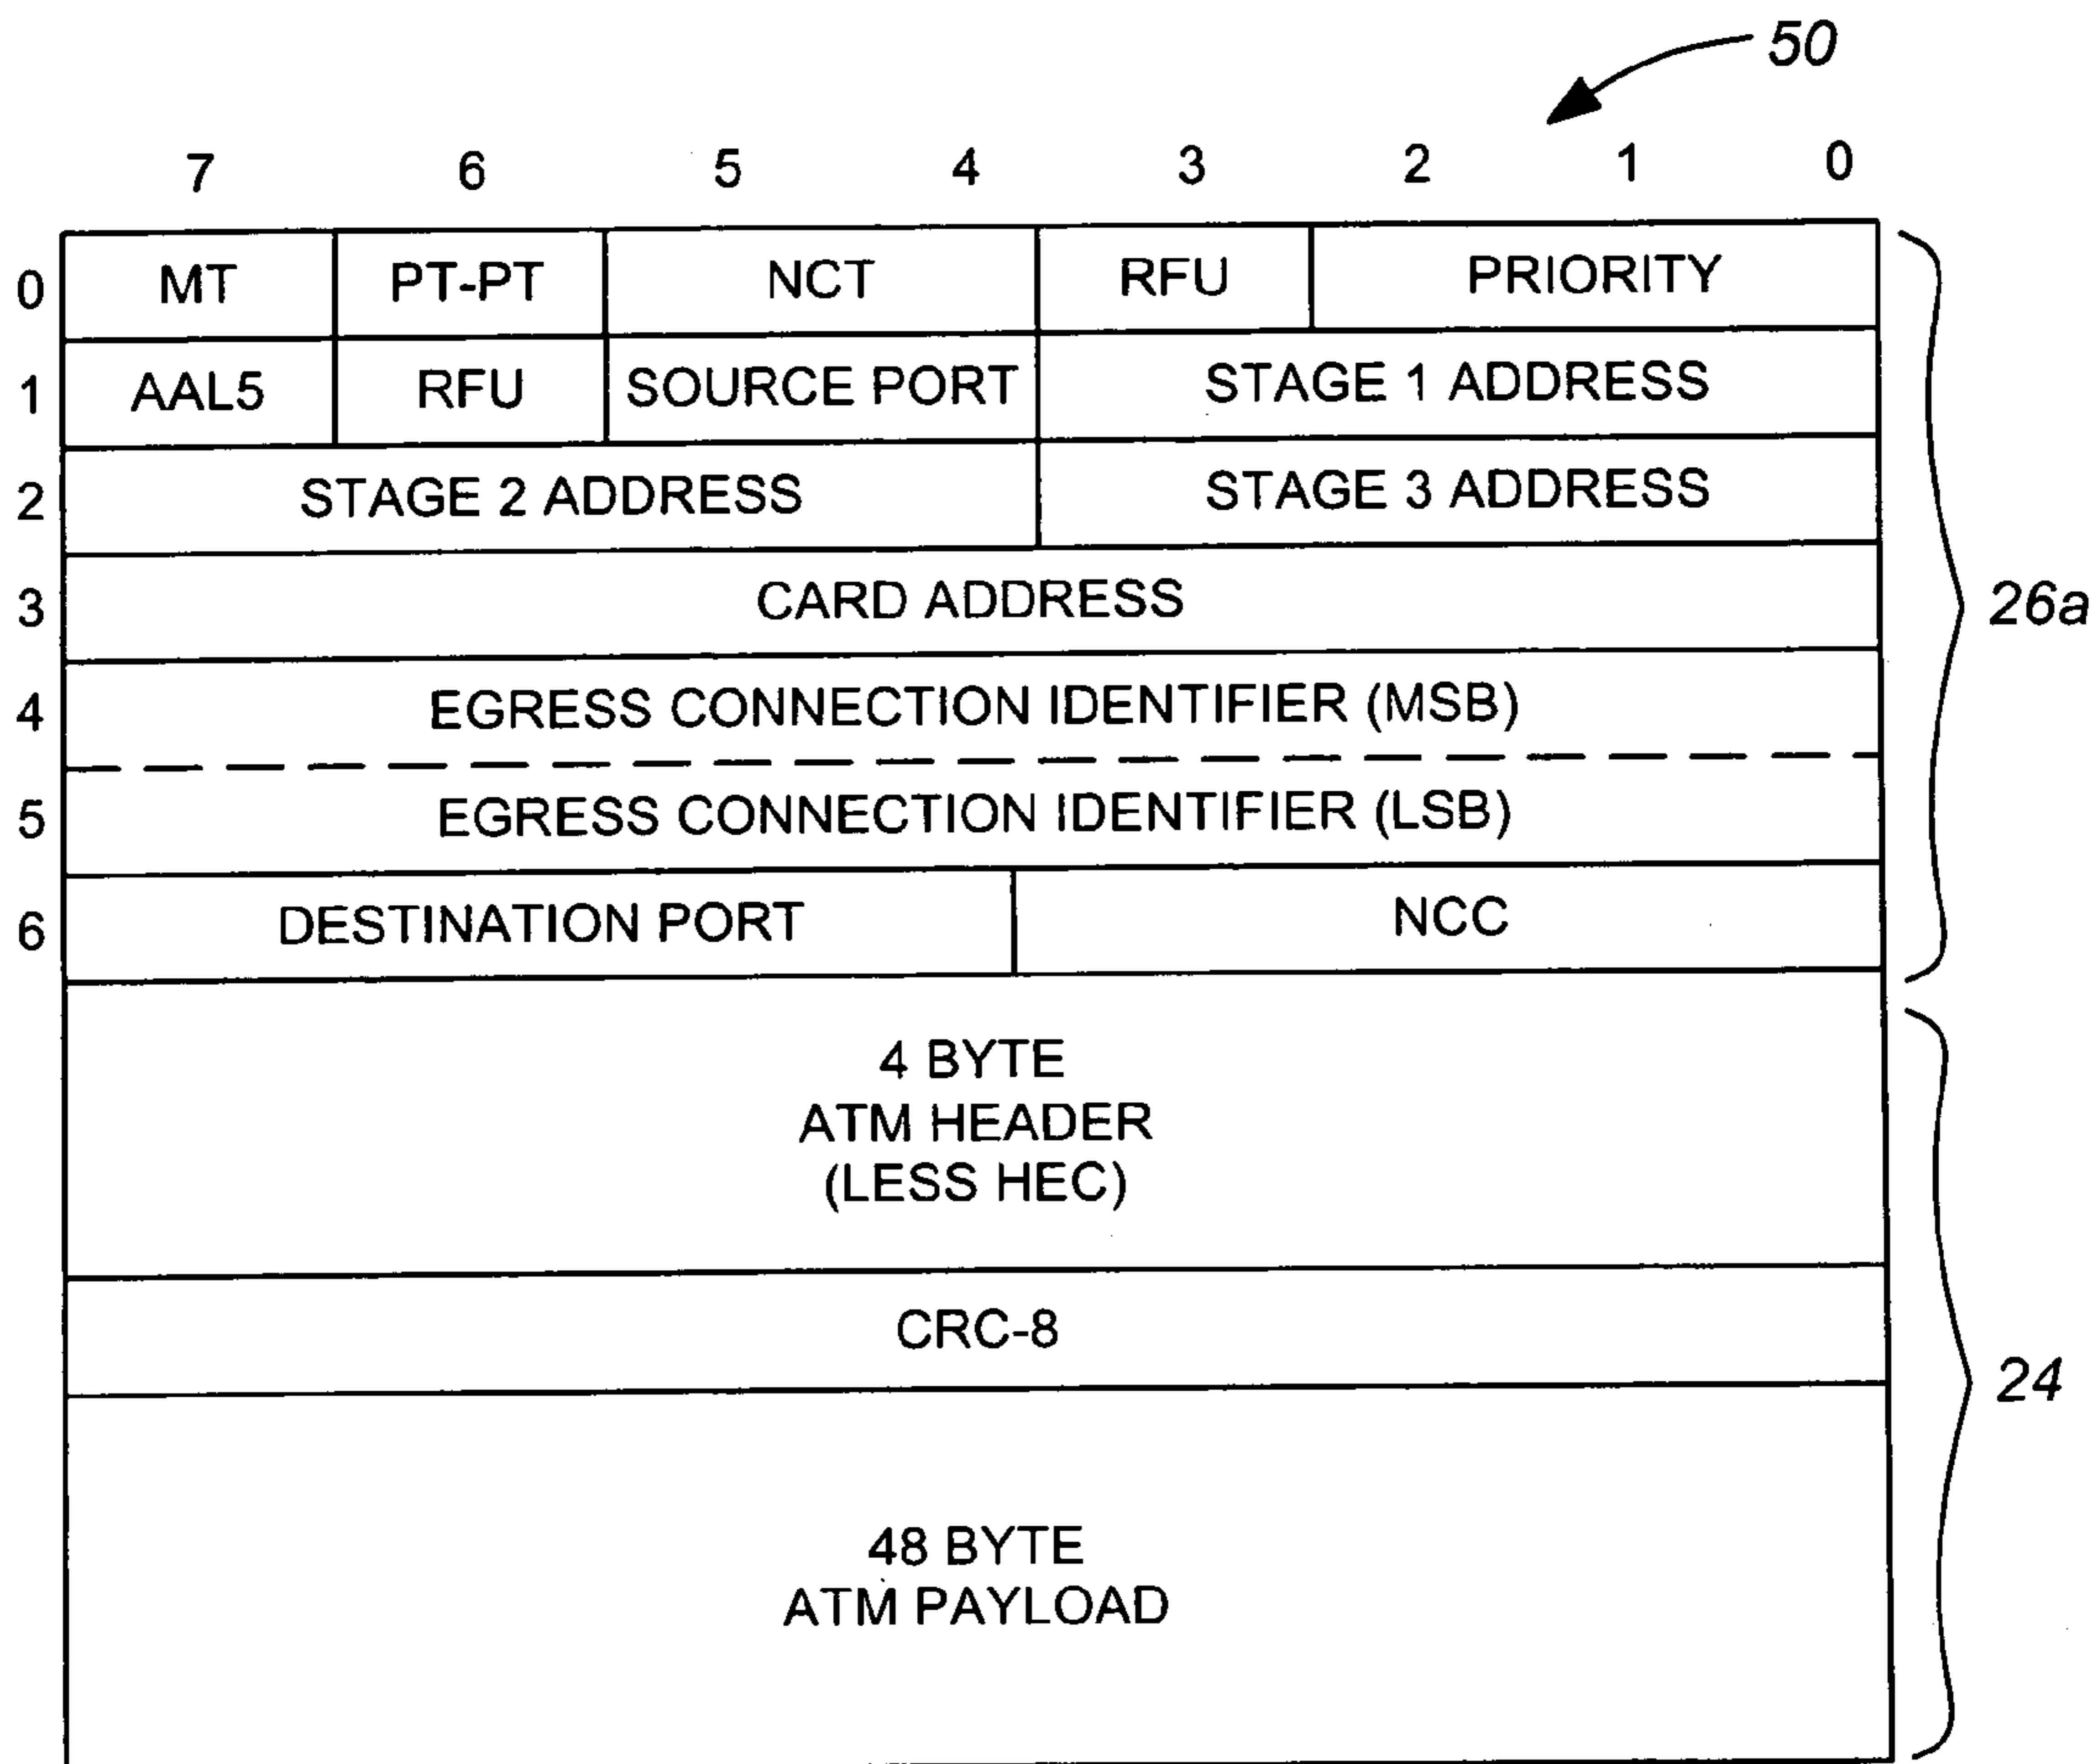 50
7 6 5 4 3 2 1 0
0 MT PT-PT NCT RFU PRIORITY
1 AAL5 RFU SOURCE PORT STAGE 1 ADDRESS
2 STAGE 2 ADDRESS STAGE 3 ADDRESS
3 CARD ADDRESS
26a
4 EGRESS CONNECTION IDENTIFIER (MSB)
5 EGRESS CONNECTION IDENTIFIER (LSB)
6 DESTINATION PORT NCC
4 BYTE
ATM HEADER
(LESS HEC)
CRC-8
24
48 BYTE
ATM PAYLOAD